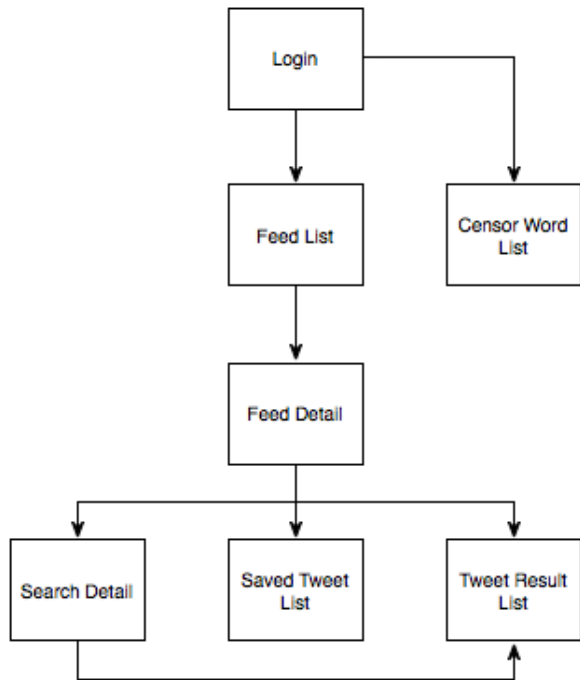 Login
Feed List
Censor Word
List
Feed Detail
Search Detail
Saved Tweet
List
Tweet Result
List